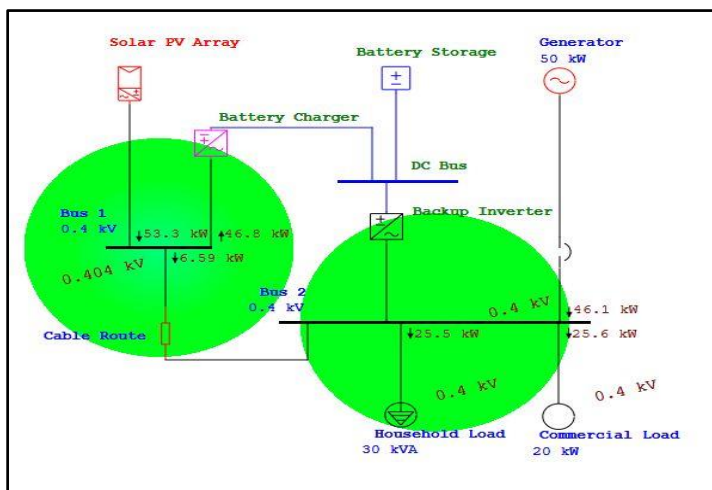 Solar PV Array
Battery Storage
Generator
50 kW
Battery Charger
DC Bus
Bus 1
0.4 kV
53.3 kW
46.8 kW
6.59 kW
0.404 kV
Backup Inverter
Bus 2
0.4 kV
0.4 kV
46.1 kW
Cable Route
25.5 kW
25.6 kW
0.4 kV
0.4 kV
Household Load
30 kVA
Commercial Load
20 kW